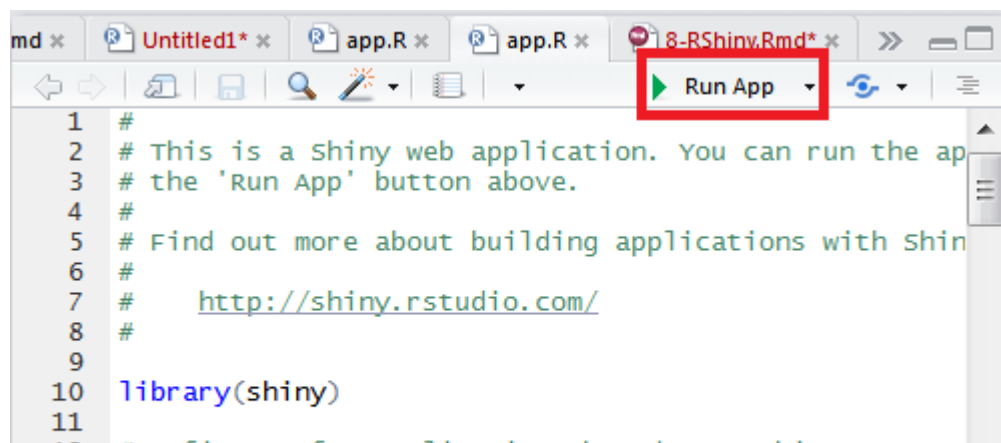 md
Untitled1*
app.R
app.R
8-RShiny.Rmd*
Run App
1 #
2 # This is a Shiny web application. You can run the ap
3 # the 'Run App' button above.
4 #
5 # Find out more about building applications with Shin
6 #
7 # http://shiny.rstudio.com/
8 #
9
10 library(shiny)
11